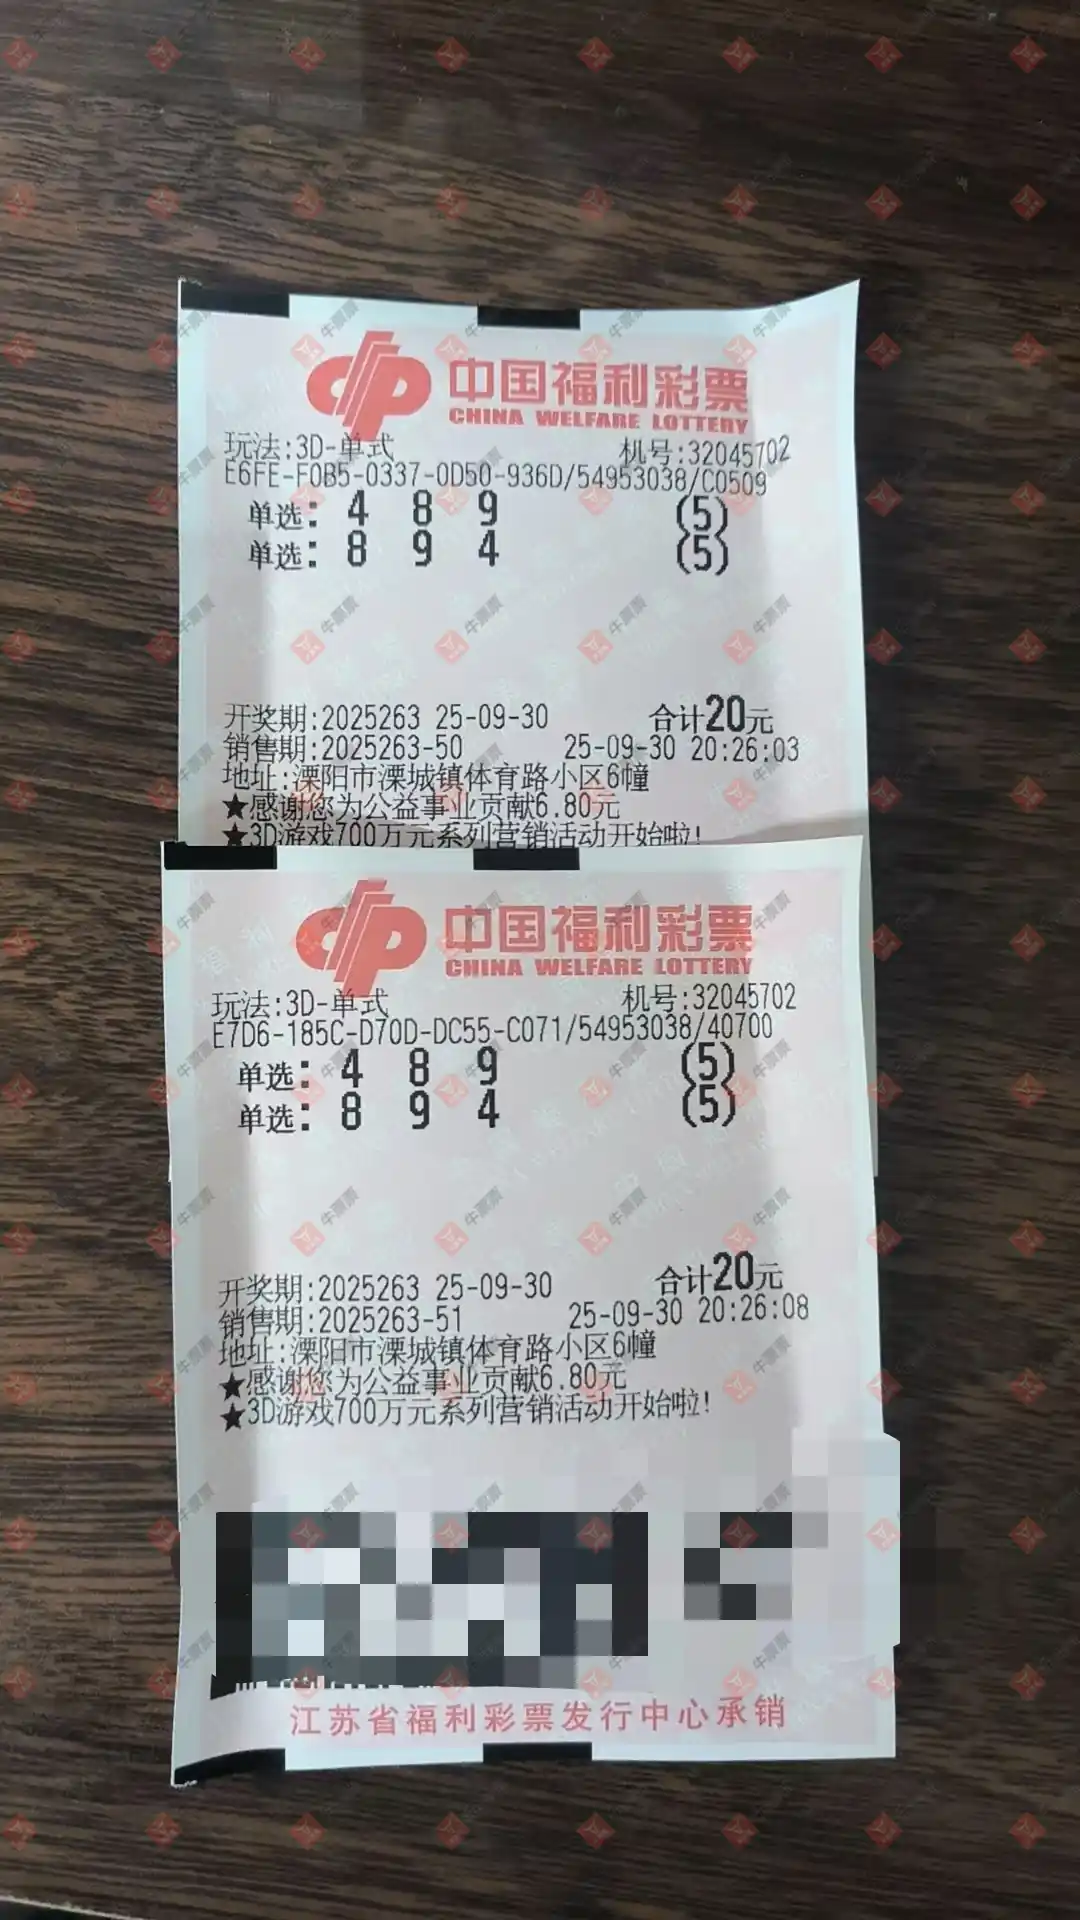 中国福利彩票
CHINA WELFARE LOTTERY
玩法:3D-单式 机号:32045702
E6FE-F0B5-0337-0D50-936D/54953038/C0509
单选: 4 8 9 (5)
单选: 8 9 4 (5)
开奖期:2025263 25-09-30 合计20元
销售期:2025263-50 25-09-30 20:26:03
地址:溧阳市溧城镇体育路小区6幢
★感谢您为公益事业贡献6.80元
★3D游戏700万元系列营销活动开始啦!
中国福利彩票
CHINA WELFARE LOTTERY
玩法:3D-单式 机号:32045702
E7D6-185C-D70D-DC55-C071/54953038/40700
单选: 4 8 9 (5)
单选: 8 9 4 (5)
开奖期:2025263 25-09-30 合计20元
销售期:2025263-51 25-09-30 20:26:08
地址:溧阳市溧城镇体育路小区6幢
★感谢您为公益事业贡献6.80元
★3D游戏700万元系列营销活动开始啦!
江苏省福利彩票发行中心承销